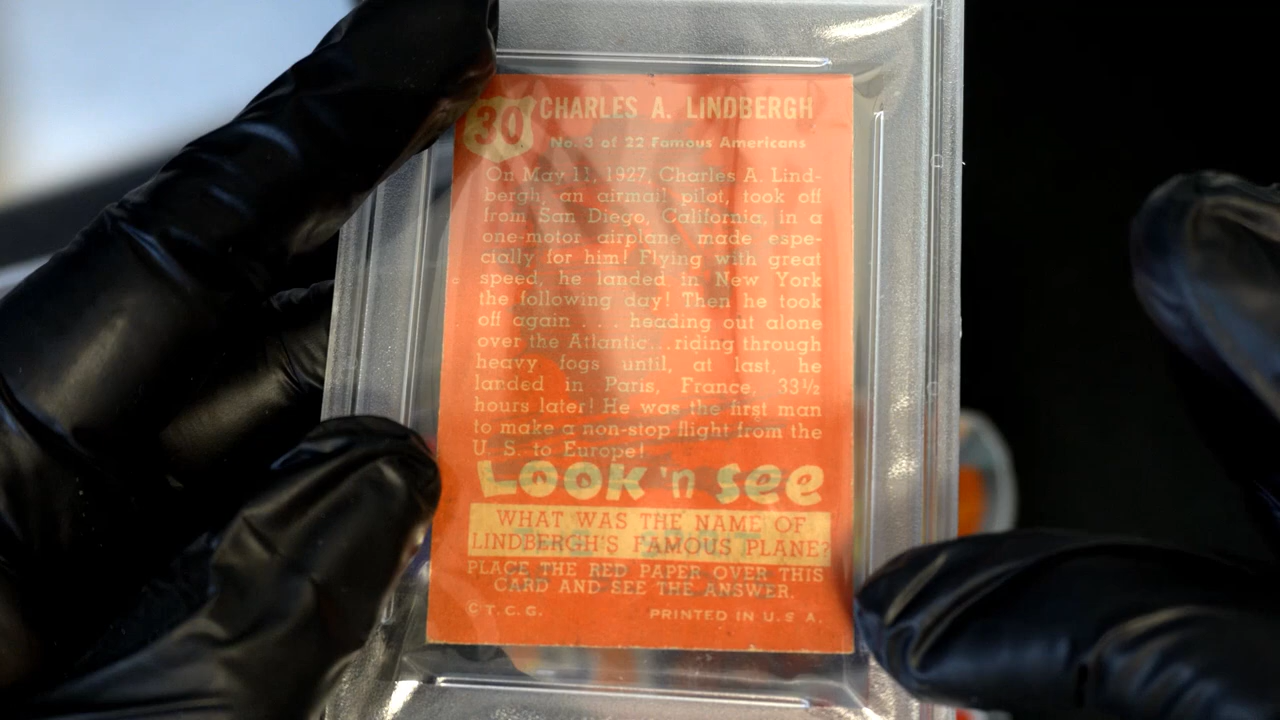 30 CHARLES A. LINDBERGH
No. 3 of 22 Famous Americans
On May 11, 1927, Charles A. Lind-
bergh, an airmail pilot, took off
from San Diego, California, in a
one-motor airplane made espe-
cially for him! Flying with great
speed, he landed in New York
the following day! Then he took
off again . . . heading out alone
over the Atlantic...riding through
heavy fogs until, at last, he
landed in Paris, France, 33½
hours later! He was the first man
to make a non-stop flight from the
U. S. to Europe!
LOOK 'n SEE
WHAT WAS THE NAME OF
LINDBERGH'S FAMOUS PLANE?
PLACE THE RED PAPER OVER THIS
CARD AND SEE THE ANSWER.
© T. C. G. PRINTED IN U. S. A.